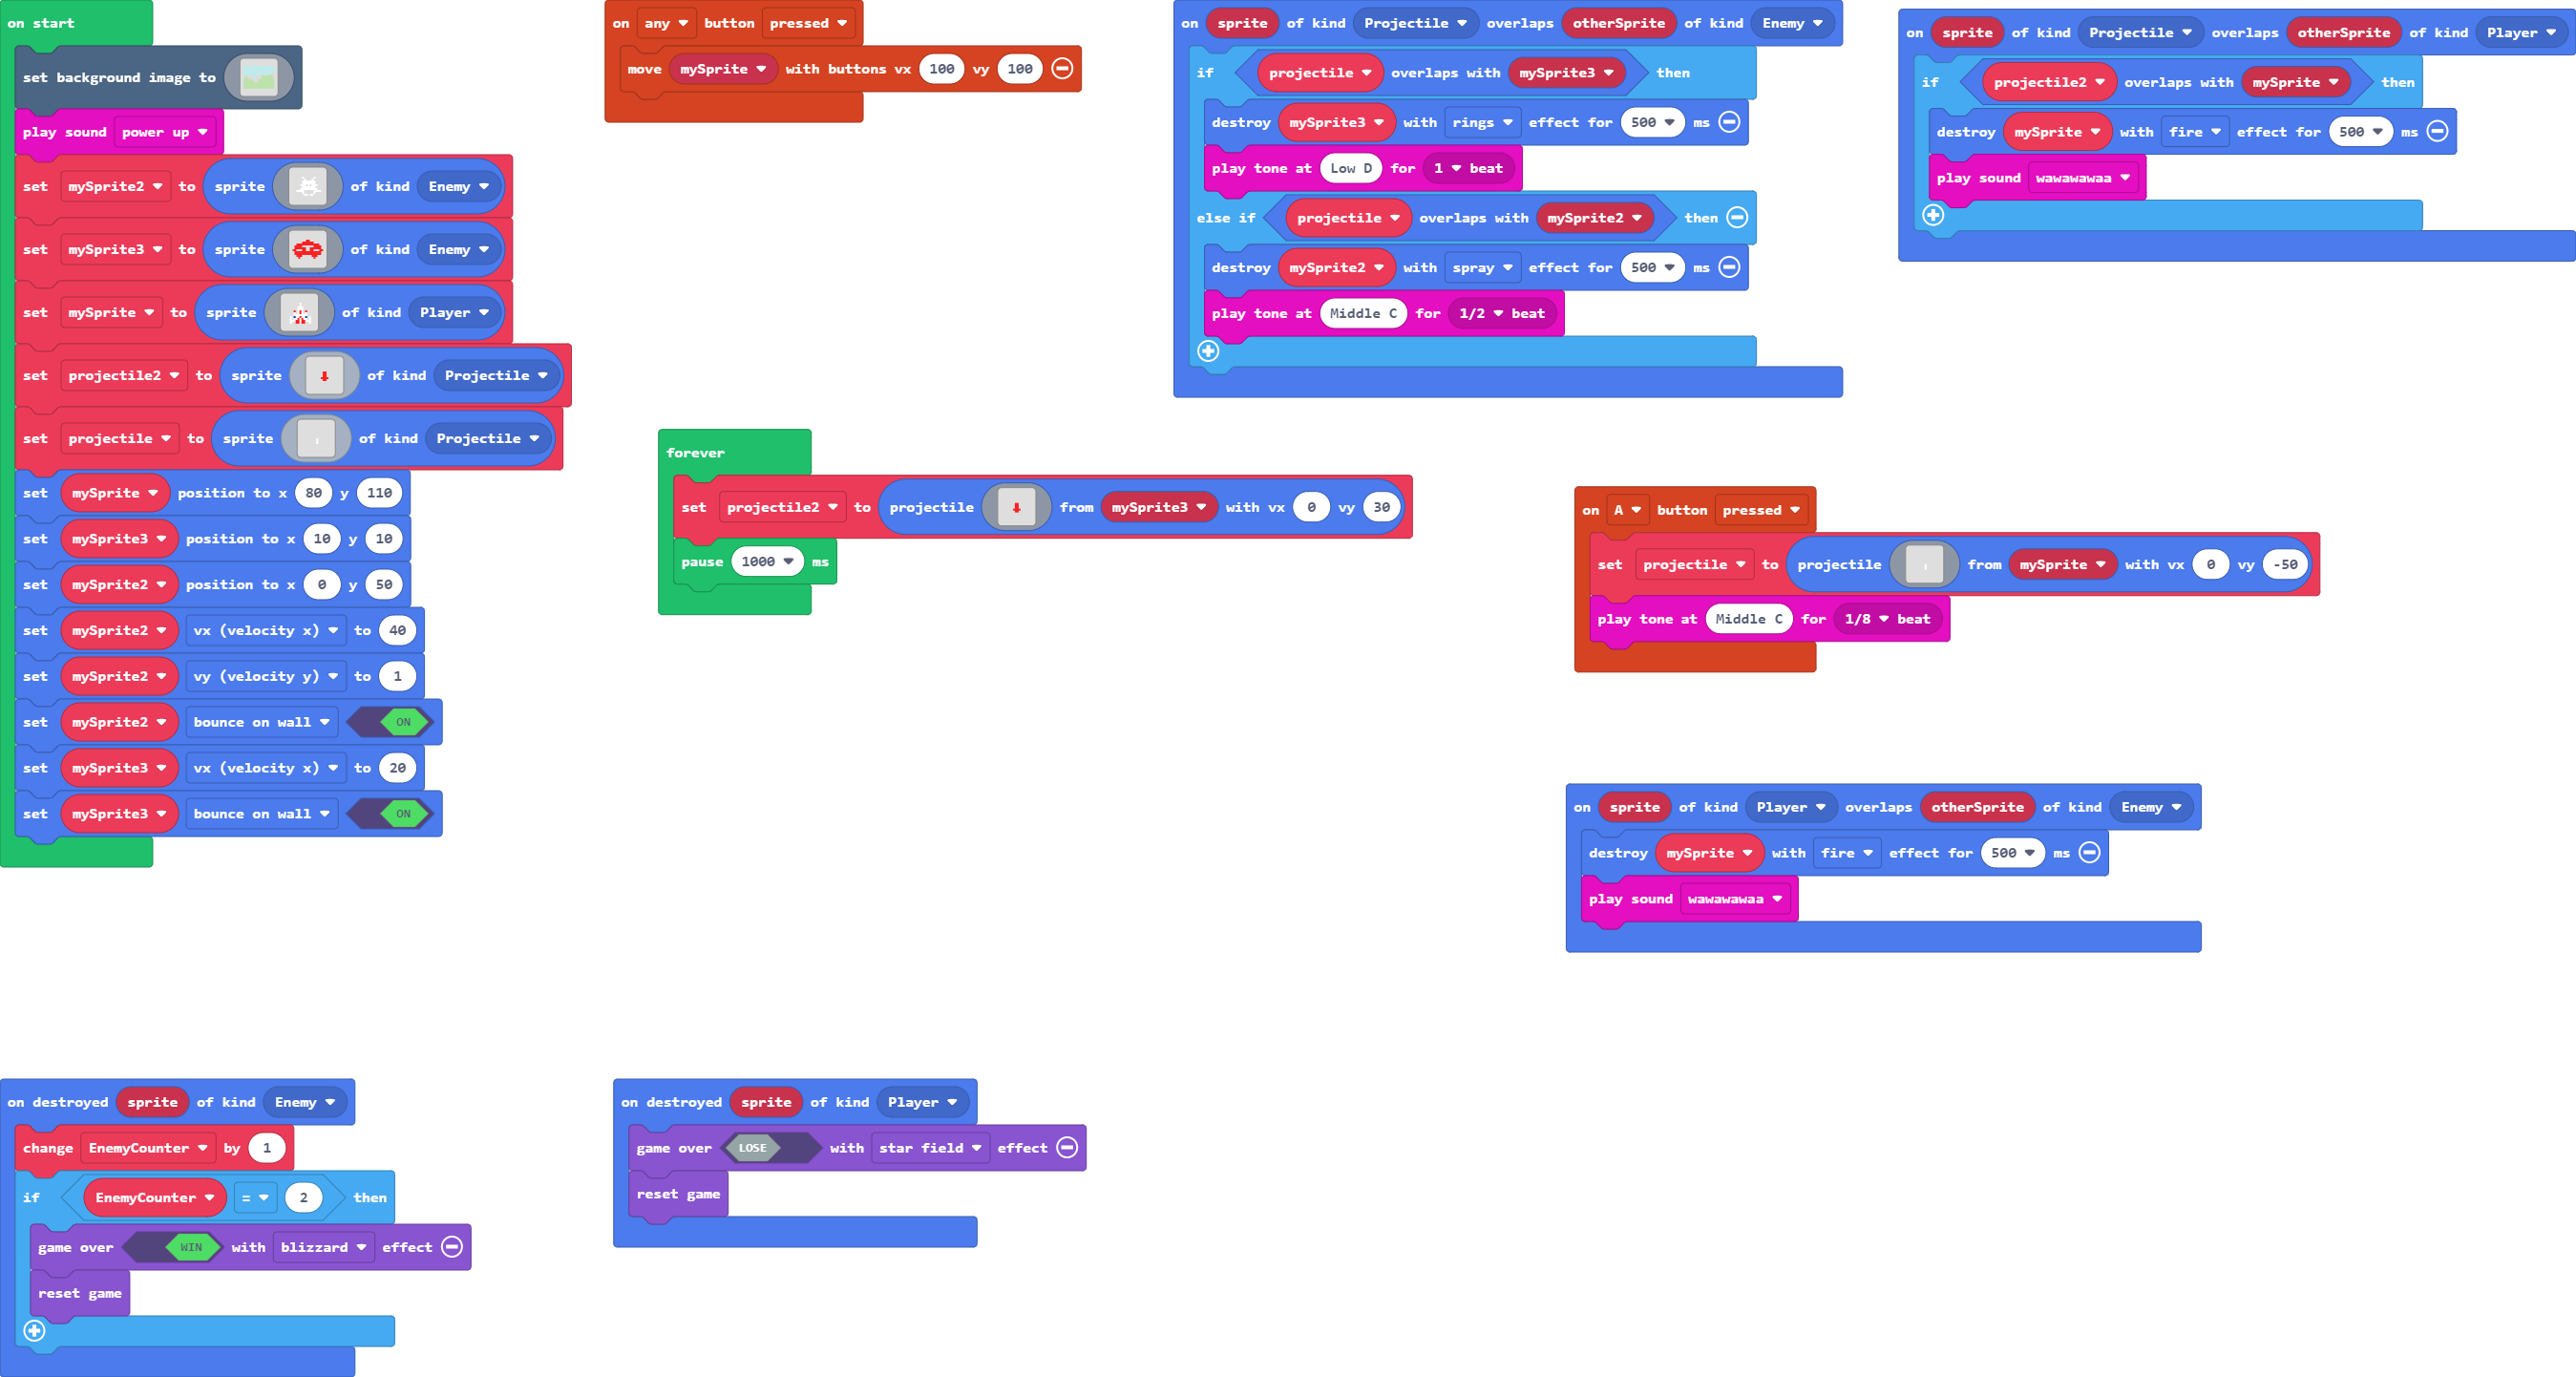 on start
set background image to
play sound power up
set mySprite2 to sprite of kind Enemy
set mySprite3 to sprite of kind Enemy
set mySprite to sprite of kind Player
set projectile2 to sprite of kind Projectile
set projectile to sprite of kind Projectile
set mySprite position to x 80 y 110
set mySprite3 position to x 10 y 10
set mySprite2 position to x 0 y 50
set mySprite2 vx (velocity x) to 40
set mySprite2 vy (velocity y) to 1
set mySprite2 bounce on wall ON
set mySprite3 vx (velocity x) to 20
set mySprite3 bounce on wall ON
on any button pressed
move mySprite with buttons vx 100 vy 100
on sprite of kind Projectile overlaps otherSprite of kind Enemy
if projectile overlaps with mySprite3 then
destroy mySprite3 with rings effect for 500 ms
play tone at Low D for 1 beat
else if projectile overlaps with mySprite2 then
destroy mySprite2 with spray effect for 500 ms
play tone at Middle C for 1/2 beat
on sprite of kind Projectile overlaps otherSprite of kind Player
if projectile2 overlaps with mySprite then
destroy mySprite with fire effect for 500 ms
play sound wawawawaa
forever
set projectile2 to projectile from mySprite3 with vx 0 vy 30
pause 1000 ms
on A button pressed
set projectile to projectile from mySprite with vx 0 vy -50
play tone at Middle C for 1/8 beat
on sprite of kind Player overlaps otherSprite of kind Enemy
destroy mySprite with fire effect for 500 ms
play sound wawawawaa
on destroyed sprite of kind Enemy
change EnemyCounter by 1
if EnemyCounter = 2 then
game over WIN with blizzard effect
reset game
on destroyed sprite of kind Player
game over LOSE with star field effect
reset game